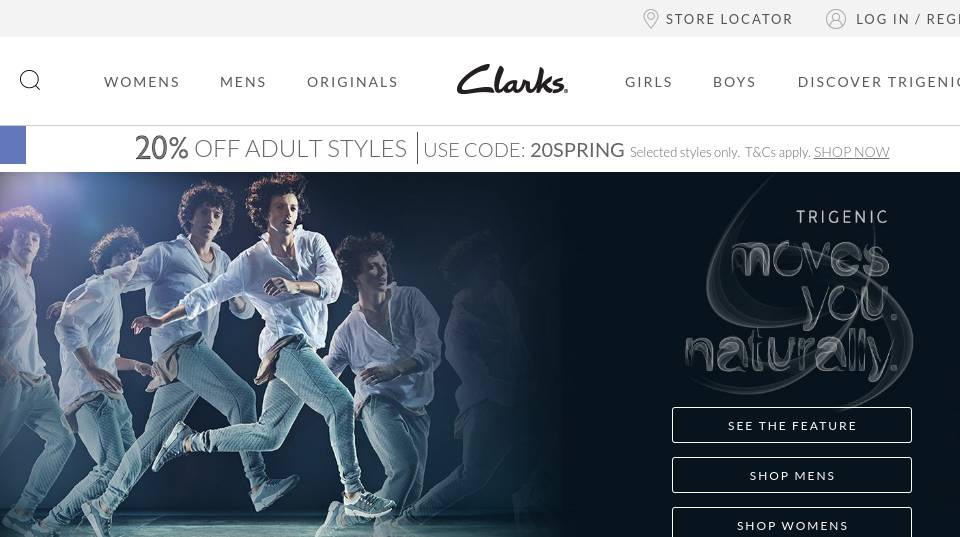 STORE LOCATOR
LOG IN / REGI
WOMENS
MENS
ORIGINALS
Clarks
GIRLS
BOYS
DISCOVER TRIGENIC
20% OFF ADULT STYLES | USE CODE: 20SPRING Selected styles only. T&Cs apply. SHOP NOW
TRIGENIC
moves
you.
naturally.
SEE THE FEATURE
SHOP MENS
SHOP WOMENS